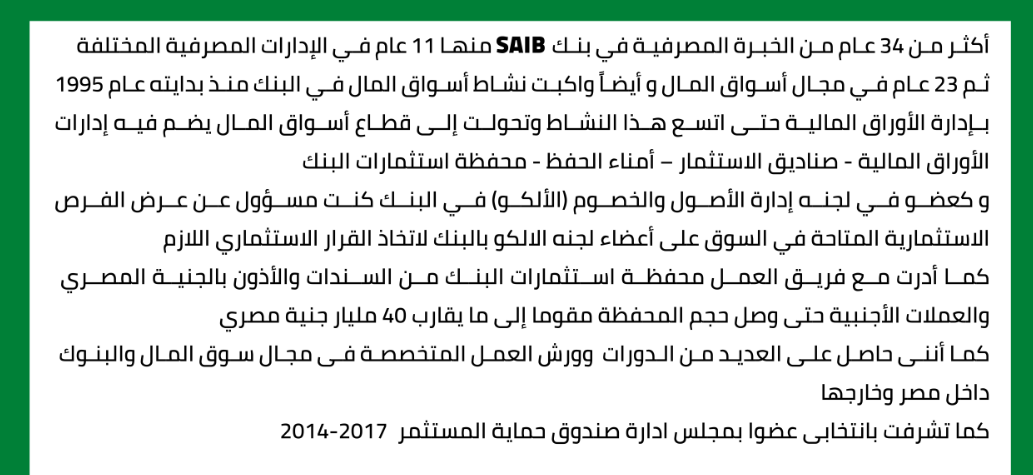 أكثر من 34 عام من الخبرة المصرفية في بنك SAIB منها 11 عام في الإدارات المصرفية المختلفة
ثم 23 عام في مجال أسواق المال و أيضاً واكبت نشاط أسواق المال في البنك منذ بدايته عام 1995
بإدارة الأوراق المالية حتى اتسع هذا النشاط وتحولت إلى قطاع أسواق المال يضم فيه إدارات
الأوراق المالية - صناديق الاستثمار – أمناء الحفظ - محفظة استثمارات البنك
و كعضو في لجنه إدارة الأصول والخصوم (الألكو) في البنك كنت مسؤول عن عرض الفرص
الاستثمارية المتاحة في السوق على أعضاء لجنه الالكو بالبنك لاتخاذ القرار الاستثماري اللازم
كما أدرت مع فريق العمل محفظة استثمارات البنك من السندات والأذون بالجنية المصري
والعملات الأجنبية حتى وصل حجم المحفظة مقوما إلى ما يقارب 40 مليار جنية مصري
كما أننى حاصل على العديد من الدورات وورش العمل المتخصصة فى مجال سوق المال والبنوك
داخل مصر وخارجها
كما تشرفت بانتخابى عضوا بمجلس ادارة صندوق حماية المستثمر 2017-2014